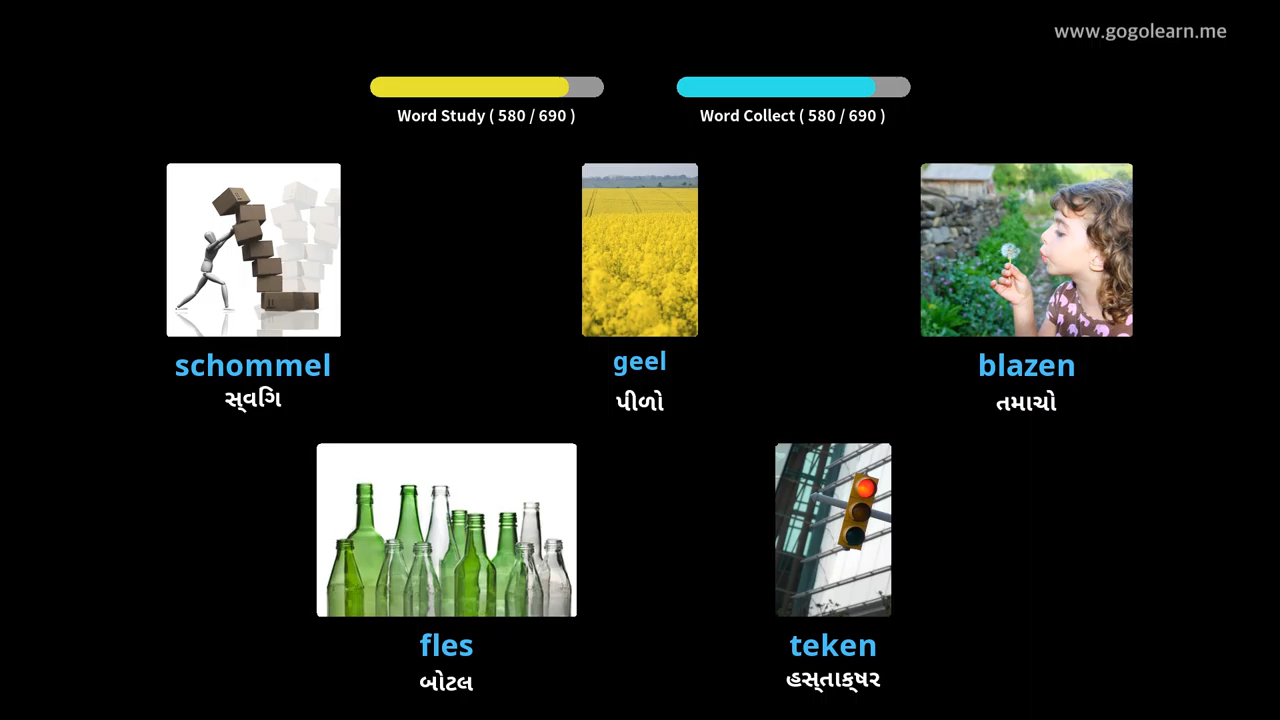 www.gogolearn.me
Word Study ( 580 / 690 )
Word Collect ( 580 / 690 )
schommel
સ્વગિ
geel
પીળો
blazen
તમાચો
fles
બોટલ
teken
હસ્તાક્ષર